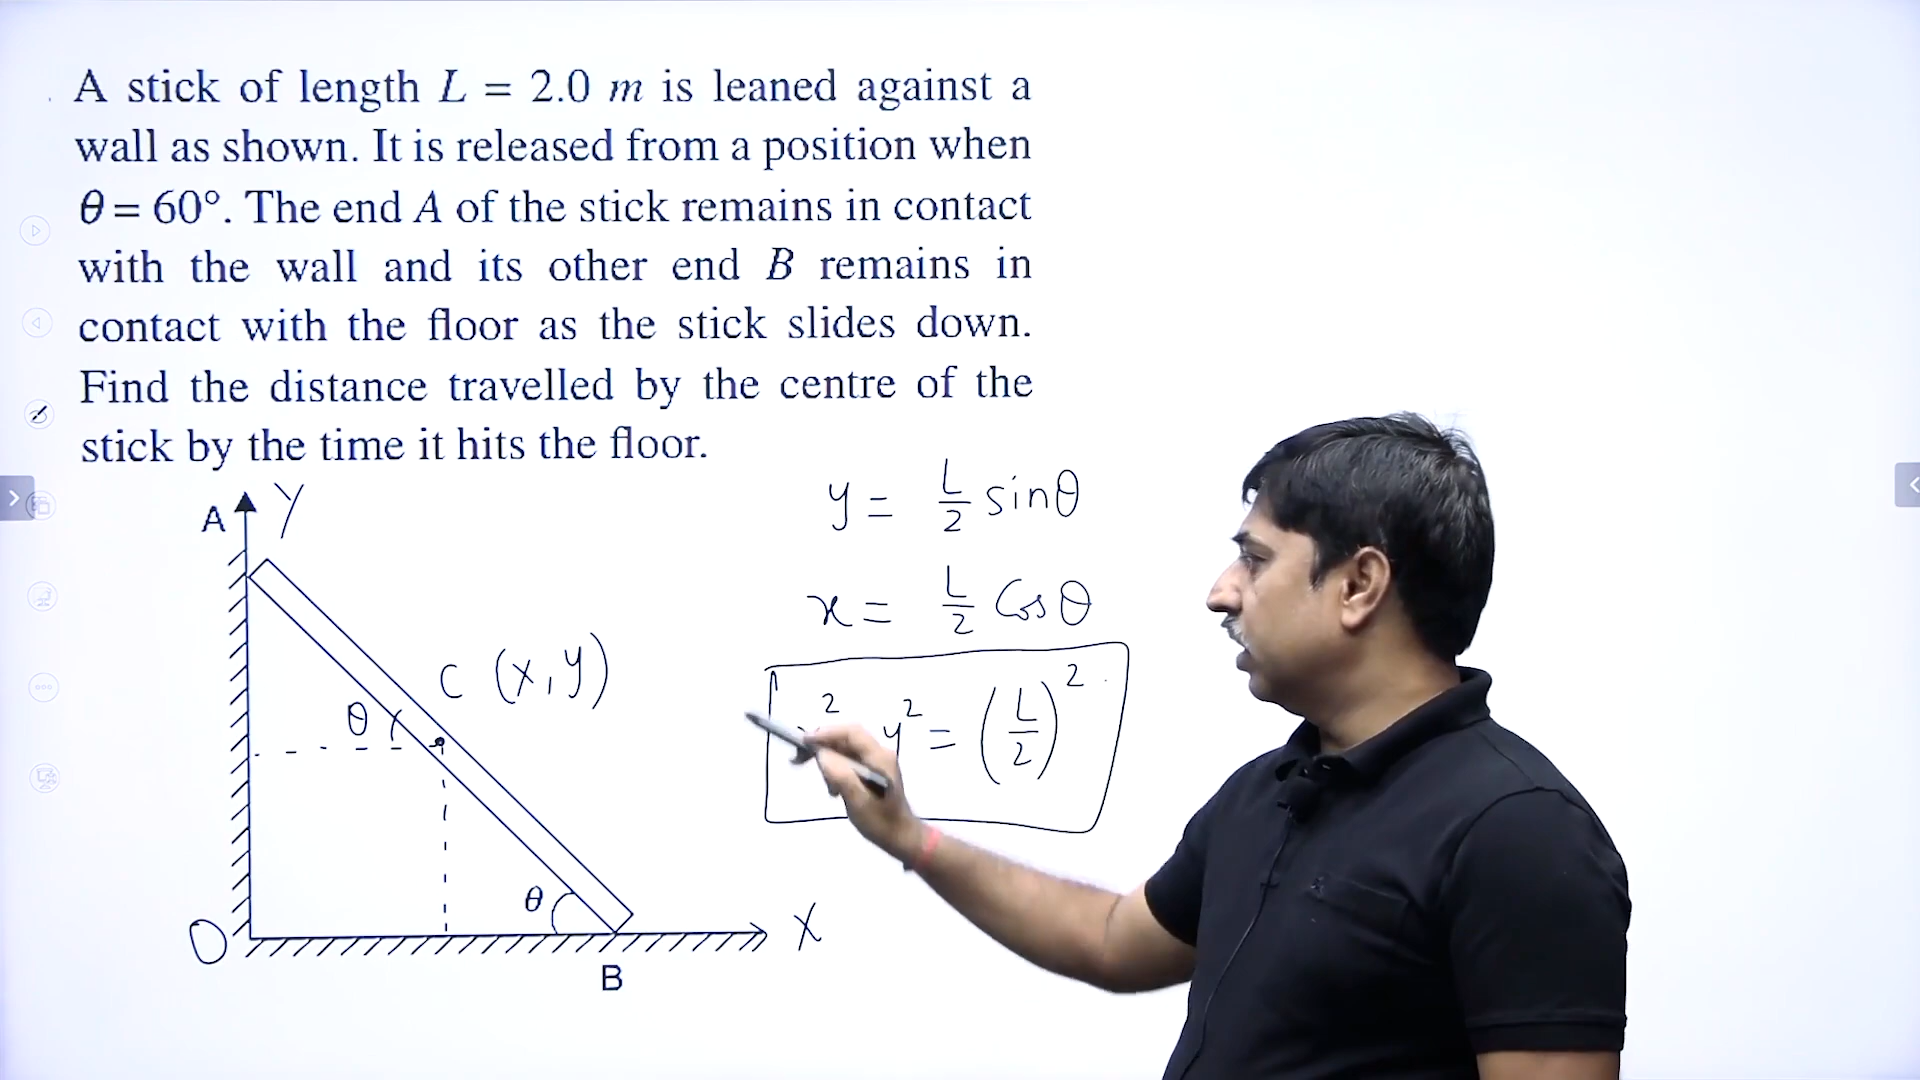 A stick of length L = 2.0 m is leaned against a
wall as shown. It is released from a position when
θ = 60°. The end A of the stick remains in contact
with the wall and its other end B remains in
contact with the floor as the stick slides down.
Find the distance travelled by the centre of the
stick by the time it hits the floor.
y = L/2 sinθ
x = L/2 Cosθ
y² = (L/2)²
A
Y
C (x, y)
θ
θ
O
X
B